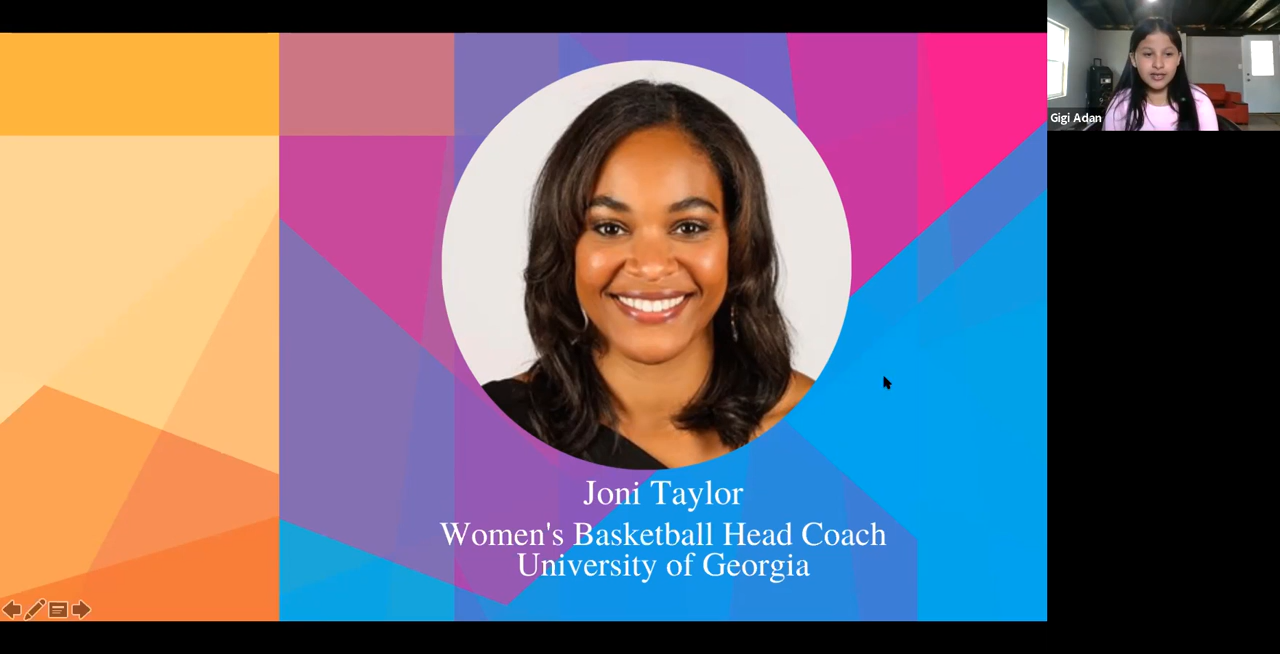 Gigi Adan
Joni Taylor
Women's Basketball Head Coach
University of Georgia